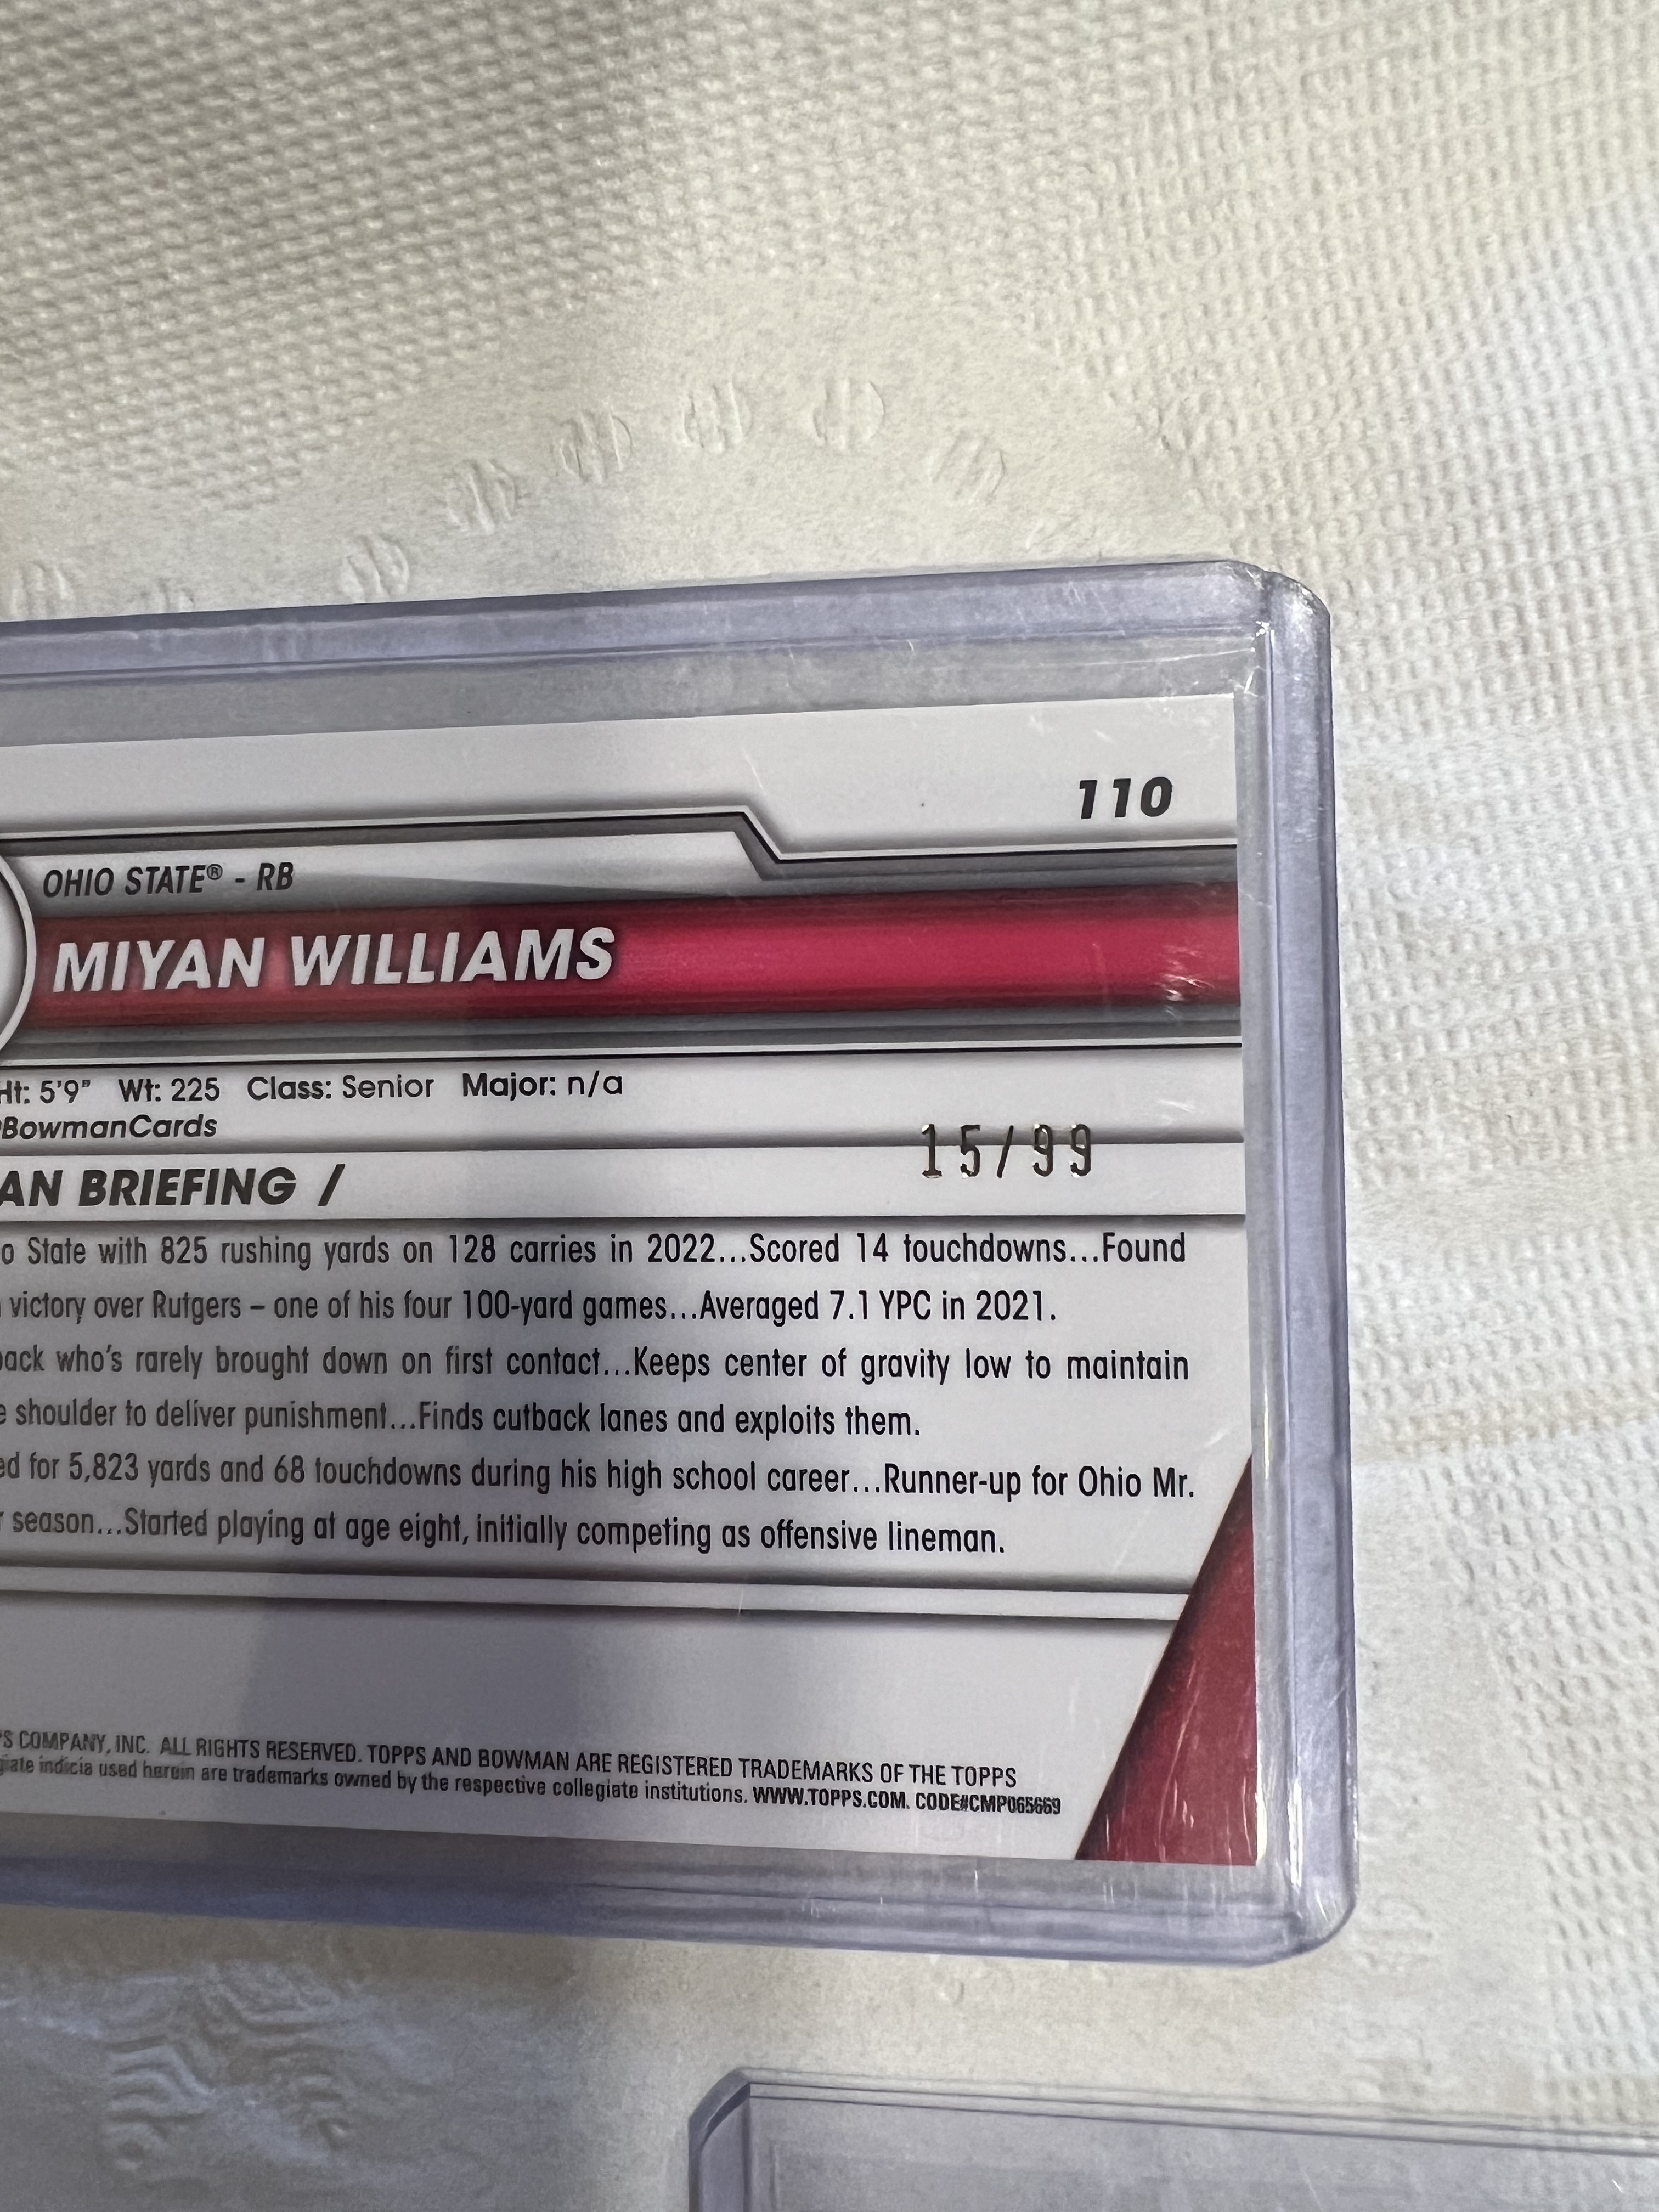 110
OHIO STATE® - RB
MIYAN WILLIAMS
Ht: 5'9" Wt: 225 Class: Senior Major: n/a
BowmanCards
15/99
AN BRIEFING /
o State with 825 rushing yards on 128 carries in 2022...Scored 14 touchdowns...Found
victory over Rutgers – one of his four 100-yard games...Averaged 7.1 YPC in 2021.
back who's rarely brought down on first contact...Keeps center of gravity low to maintain
e shoulder to deliver punishment...Finds cutback lanes and exploits them.
ed for 5,823 yards and 68 touchdowns during his high school career...Runner-up for Ohio Mr.
r season...Started playing at age eight, initially competing as offensive lineman.
PS COMPANY, INC. ALL RIGHTS RESERVED. TOPPS AND BOWMAN ARE REGISTERED TRADEMARKS OF THE TOPPS
giate indicia used herein are trademarks owned by the respective collegiate institutions. WWW.TOPPS.COM. CODE#CMP065669